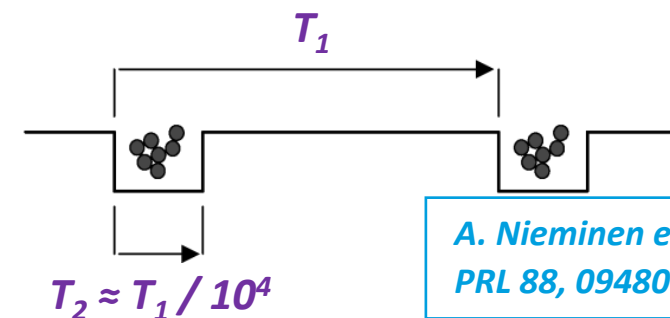 T₁
A. Nieminen e
PRL 88, 09480
T₂ ≈ T₁ / 10⁴